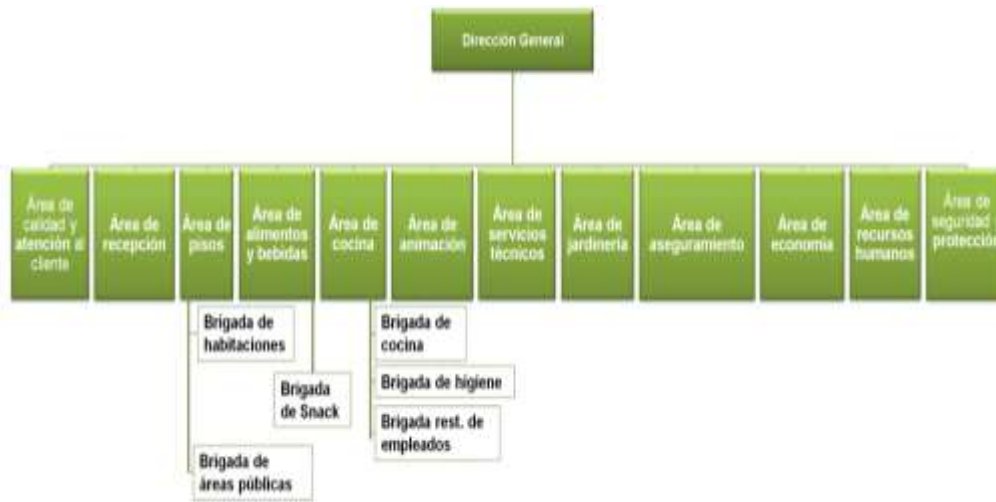 Dirección General
Área de
calidad y
atención al
cliente
Área de
recepción
Área de
pisos
Área de
alimentos
y bebidas
Área de
cocina
Área de
animación
Área de
servicios
técnicos
Área de
jardinería
Área de
aseguramiento
Área de
economía
Área de
recursos
humanos
Área de
seguridad
protección
Brigada de
habitaciones
Brigada
de Snack
Brigada de
áreas públicas
Brigada de
cocina
Brigada de higiene
Brigada rest. de
empleados